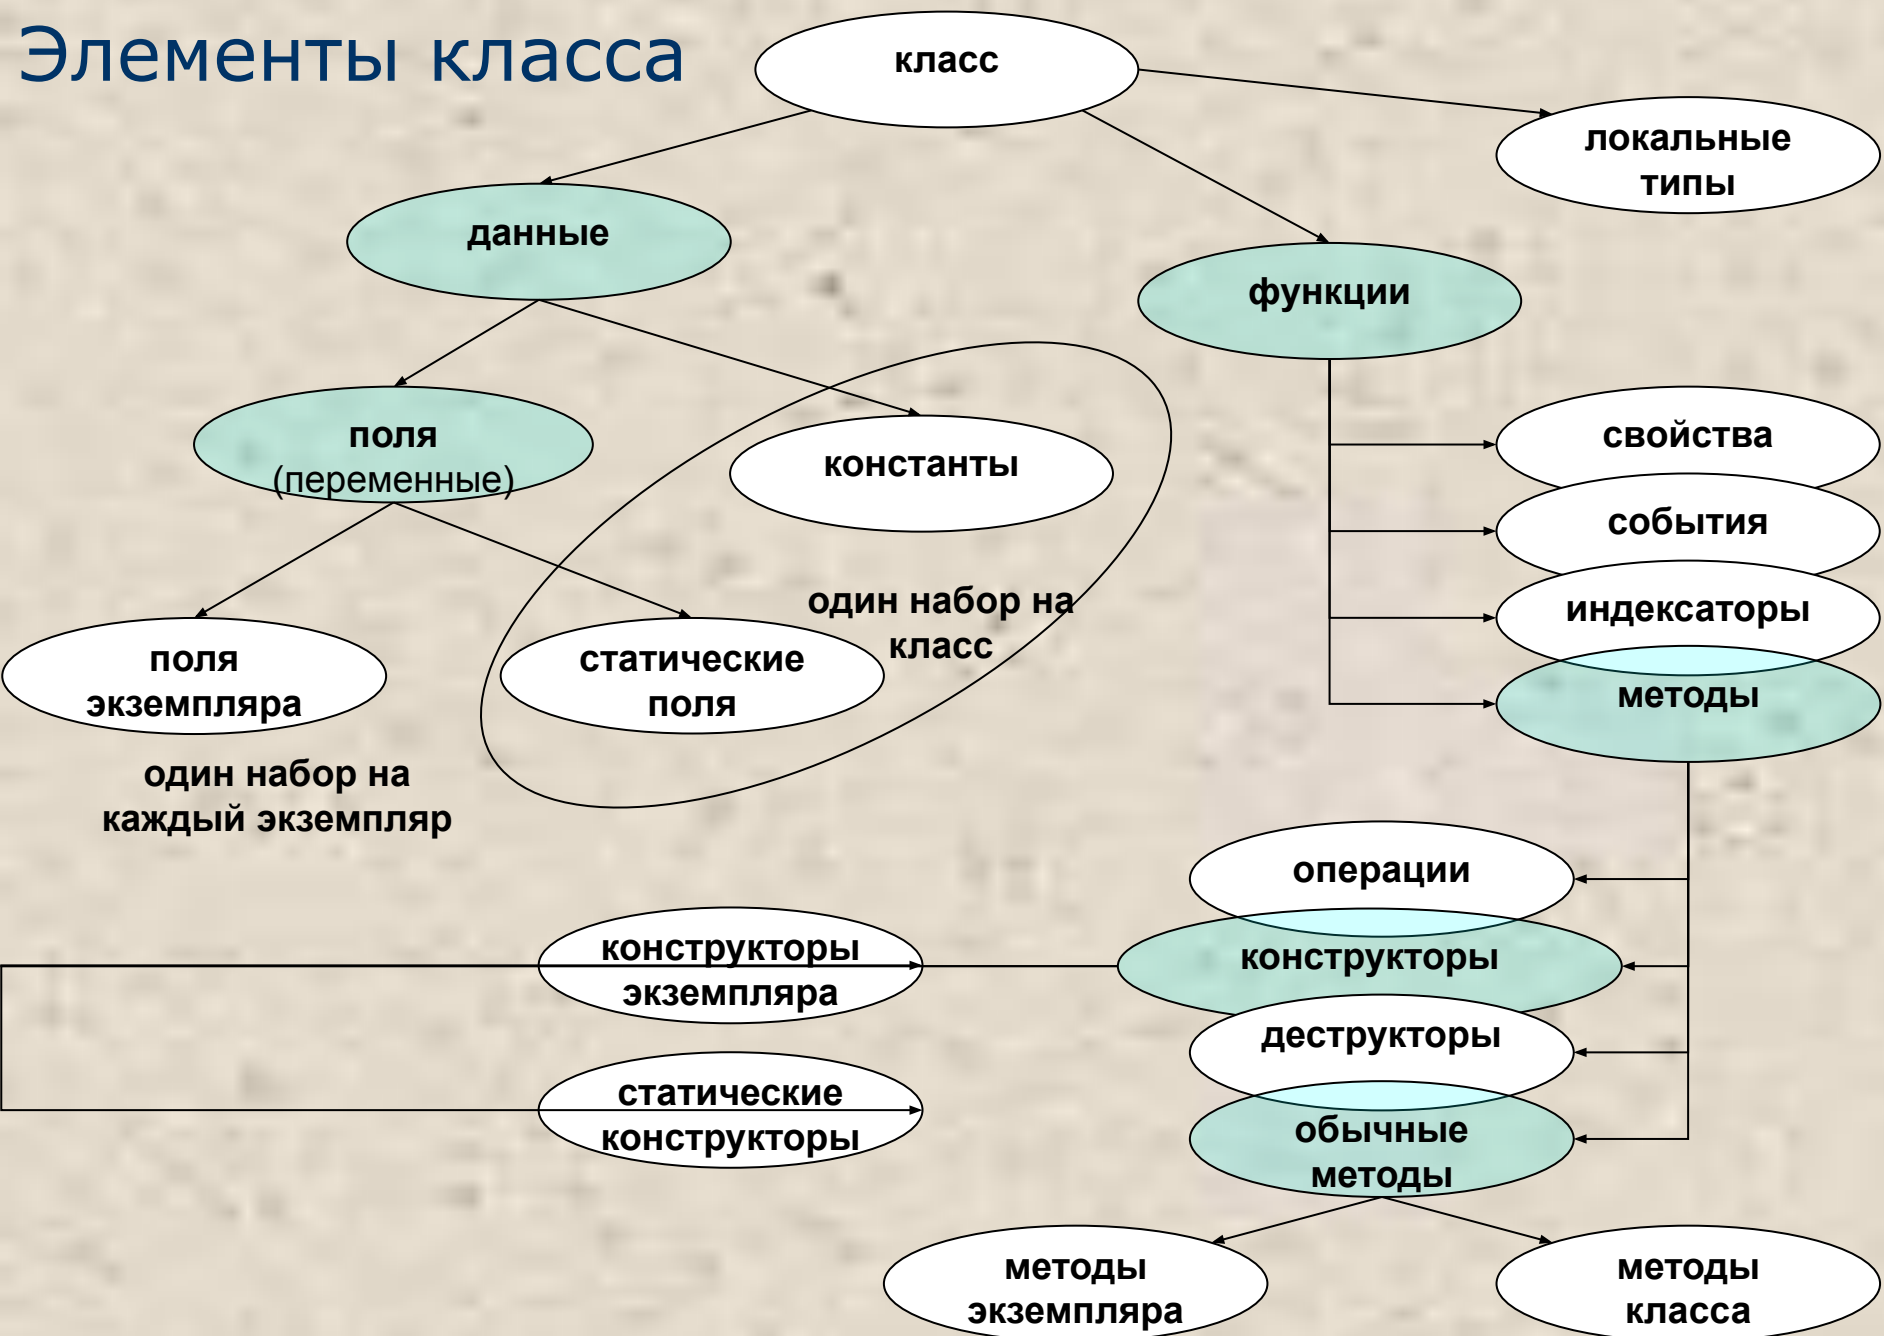 Элементы класса
класс
локальные
типы
данные
функции
поля
(переменные)
константы
свойства
события
индексаторы
методы
один набор на
класс
поля
экземпляра
статические
поля
один набор на
каждый экземпляр
операции
конструкторы
деструкторы
обычные
методы
конструкторы
экземпляра
статические
конструкторы
методы
экземпляра
методы
класса